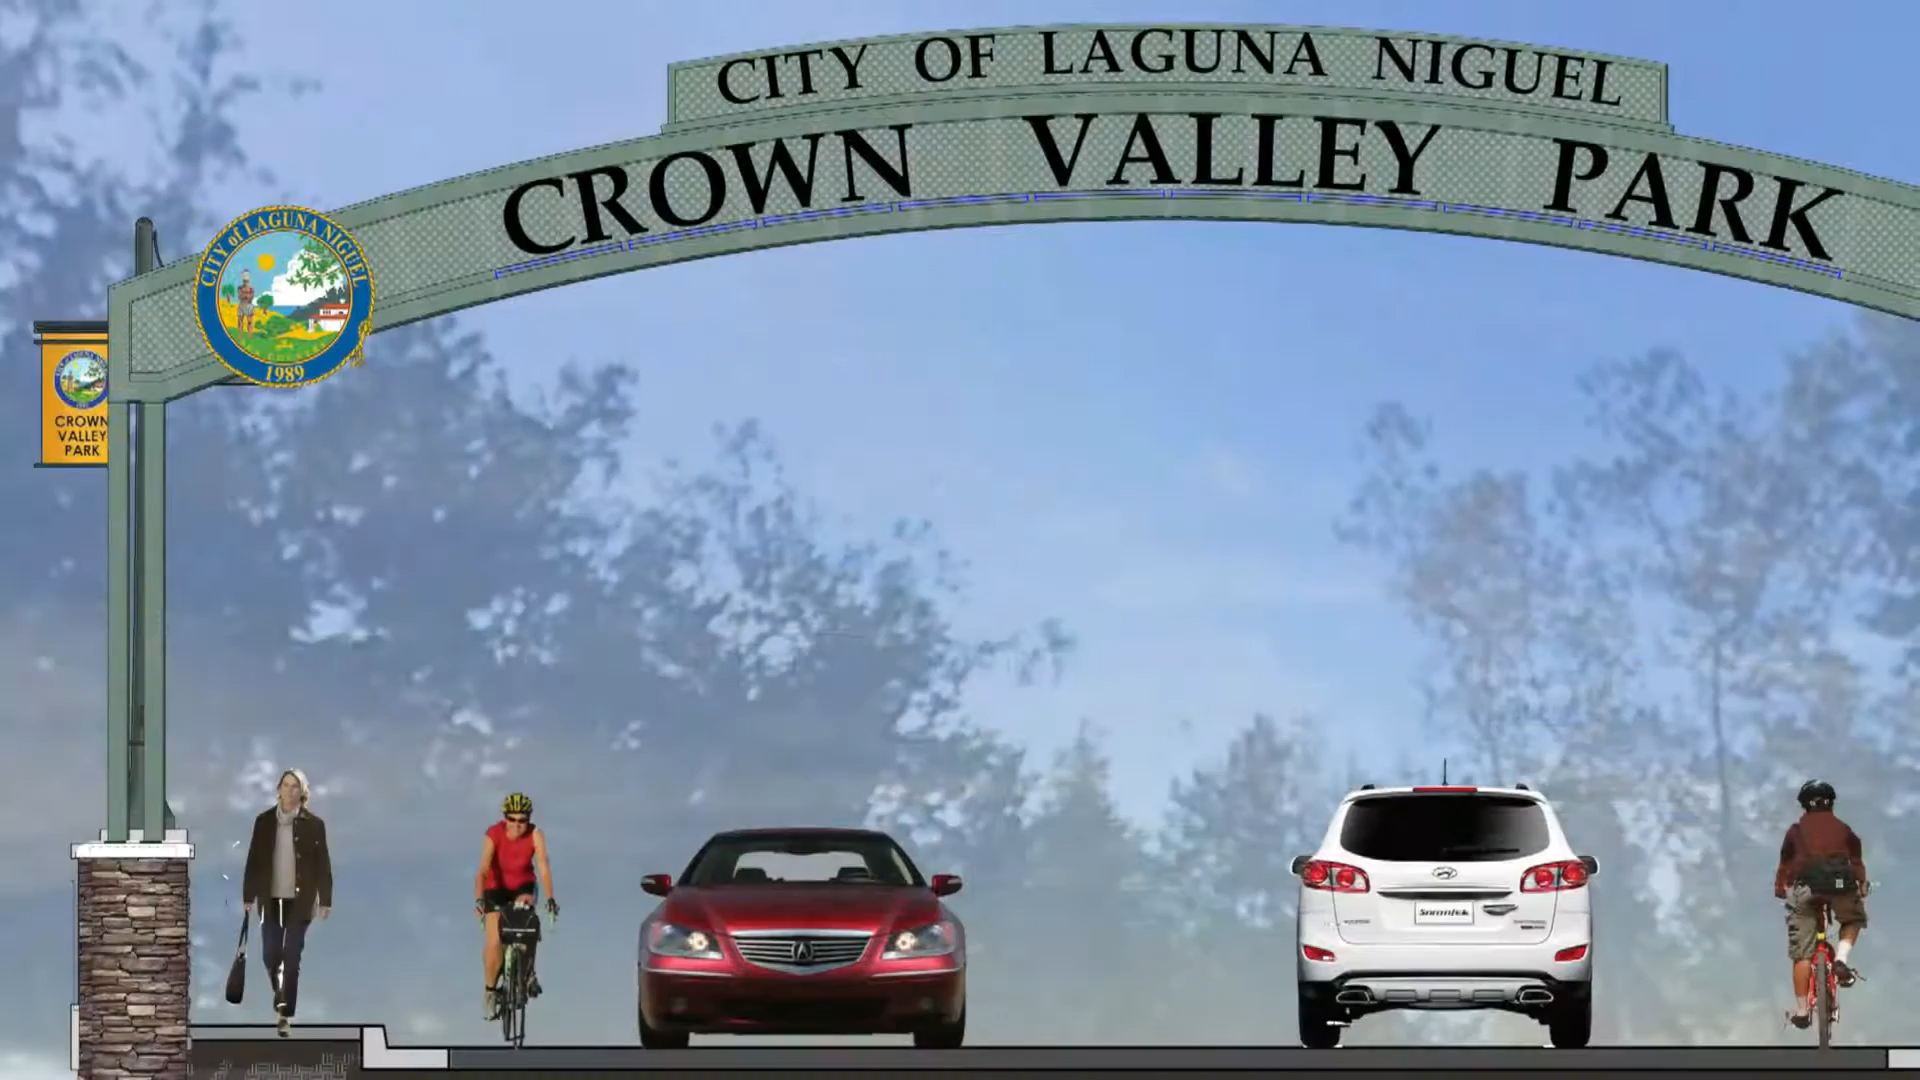 CITY OF LAGUNA NIGUEL
CROWN VALLEY PARK
CITY of LAGUNA NIGUEL
1989
CROWN
VALLEY
PARK